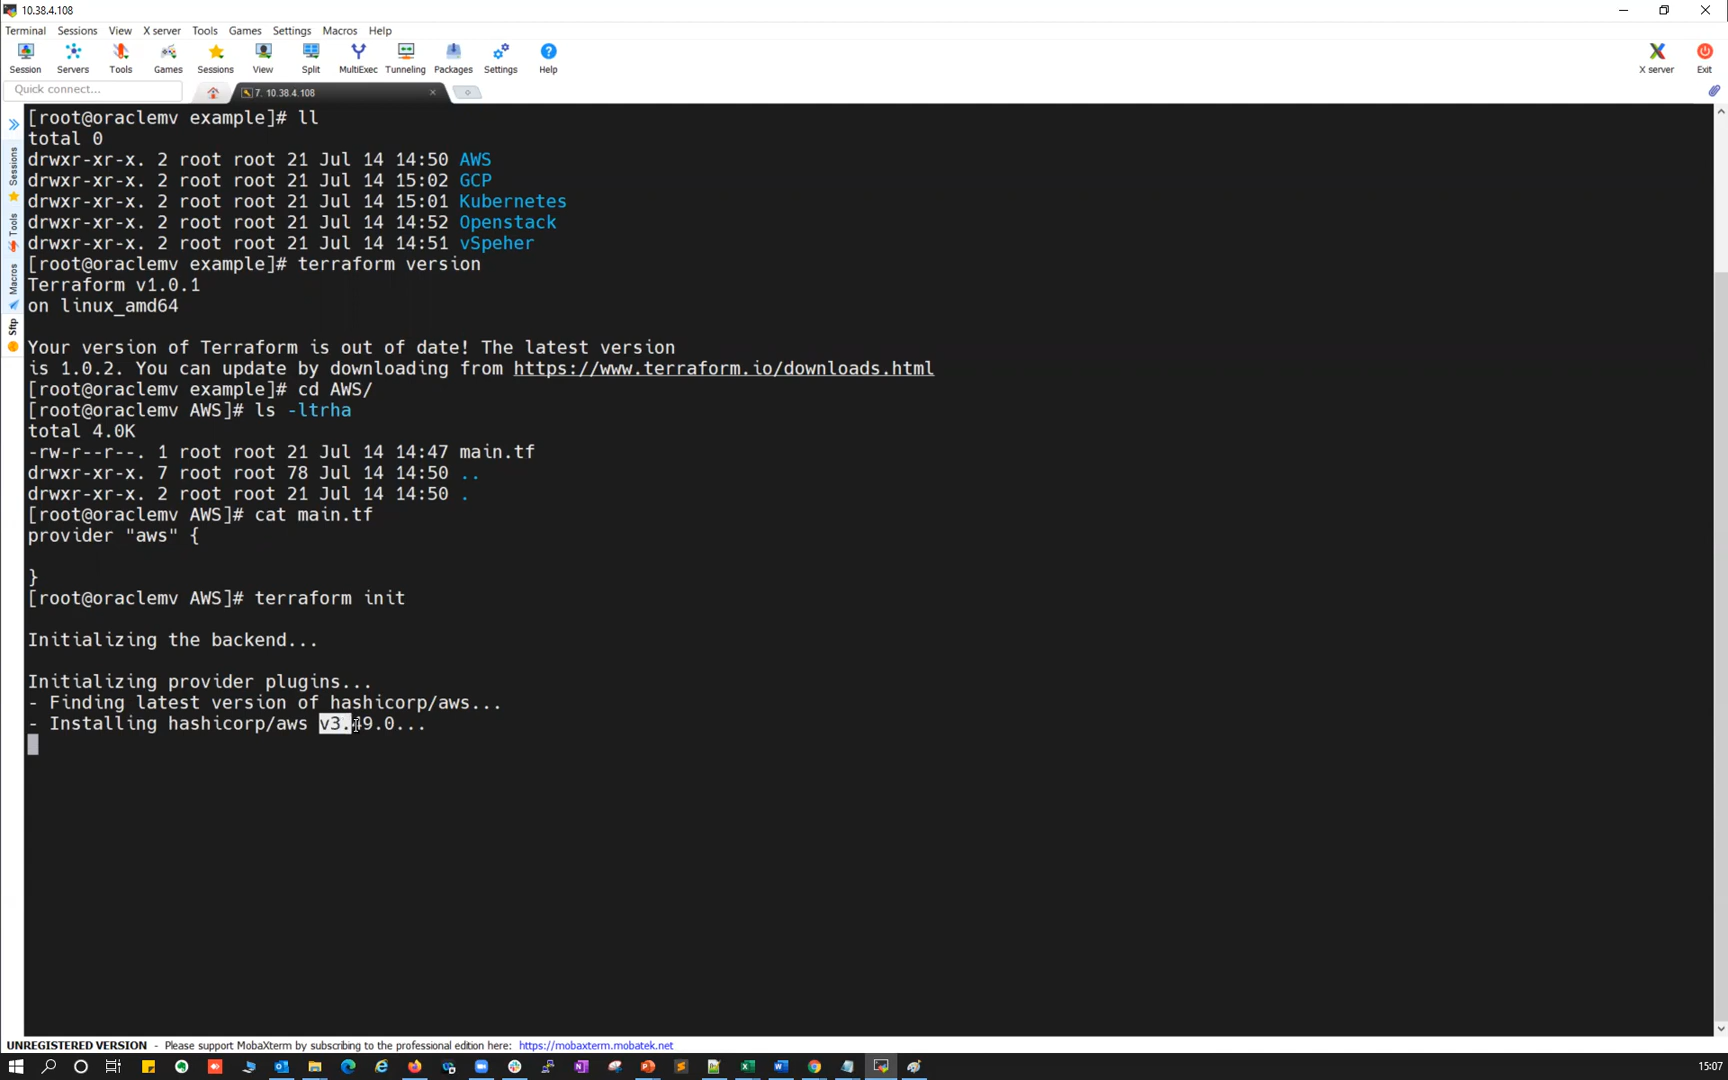 10.38.4.108
Terminal Sessions View X server Tools Games Settings Macros Help
Session Servers Tools Games Sessions View Split MultiExec Tunneling Packages Settings Help X server Exit
Quick connect...
7. 10.38.4.108
Sessions
Tools
Macros
Sftp
[root@oraclemv example]# ll
total 0
drwxr-xr-x. 2 root root 21 Jul 14 14:50 AWS
drwxr-xr-x. 2 root root 21 Jul 14 15:02 GCP
drwxr-xr-x. 2 root root 21 Jul 14 15:01 Kubernetes
drwxr-xr-x. 2 root root 21 Jul 14 14:52 Openstack
drwxr-xr-x. 2 root root 21 Jul 14 14:51 vSpeher
[root@oraclemv example]# terraform version
Terraform v1.0.1
on linux_amd64
Your version of Terraform is out of date! The latest version
is 1.0.2. You can update by downloading from https://www.terraform.io/downloads.html
[root@oraclemv example]# cd AWS/
[root@oraclemv AWS]# ls -ltrha
total 4.0K
-rw-r--r--. 1 root root 21 Jul 14 14:47 main.tf
drwxr-xr-x. 7 root root 78 Jul 14 14:50 ..
drwxr-xr-x. 2 root root 21 Jul 14 14:50 .
[root@oraclemv AWS]# cat main.tf
provider "aws" {
}
[root@oraclemv AWS]# terraform init
Initializing the backend...
Initializing provider plugins...
- Finding latest version of hashicorp/aws...
- Installing hashicorp/aws v3.49.0...
UNREGISTERED VERSION - Please support MobaXterm by subscribing to the professional edition here: https://mobaxterm.mobatek.net
15:07